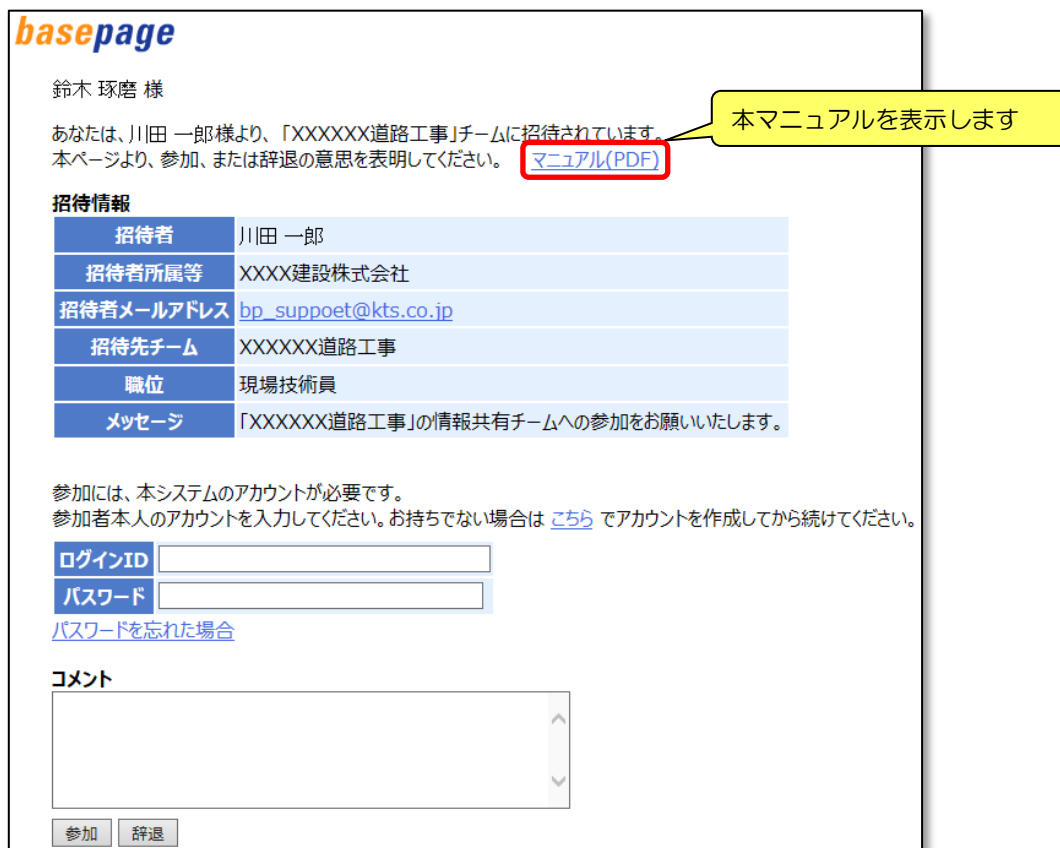 basepage
鈴木 琢磨 様
あなたは、川田 一郎様より、「XXXXXX道路工事」チームに招待されています。
本マニュアルを表示します
本ページより、参加、または辞退の意思を表明してください。 マニュアル(PDF)
招待情報
招待者 川田 一郎
招待者所属等 XXXX建設株式会社
招待者メールアドレス bp_suppoet@kts.co.jp
招待先チーム XXXXXX道路工事
職位 現場技術員
メッセージ 「XXXXXX道路工事」の情報共有チームへの参加をお願いいたします。
参加には、本システムのアカウントが必要です。
参加者本人のアカウントを入力してください。お持ちでない場合は こちら でアカウントを作成してから続けてください。
ログインID
パスワード
パスワードを忘れた場合
コメント
参加 辞退